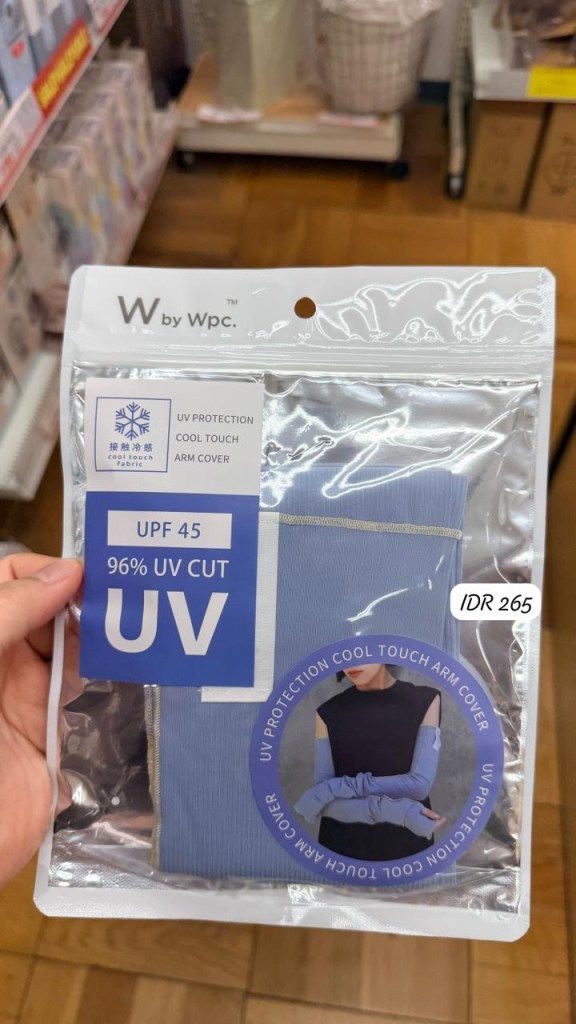 W by Wpc.™
接触冷感
cool touch
fabric
UV PROTECTION
COOL TOUCH
ARM COVER
UPF 45
96% UV CUT
UV
IDR 265
UV PROTECTION COOL TOUCH ARM COVER
UV PROTECTION COOL TOUCH ARM COVER